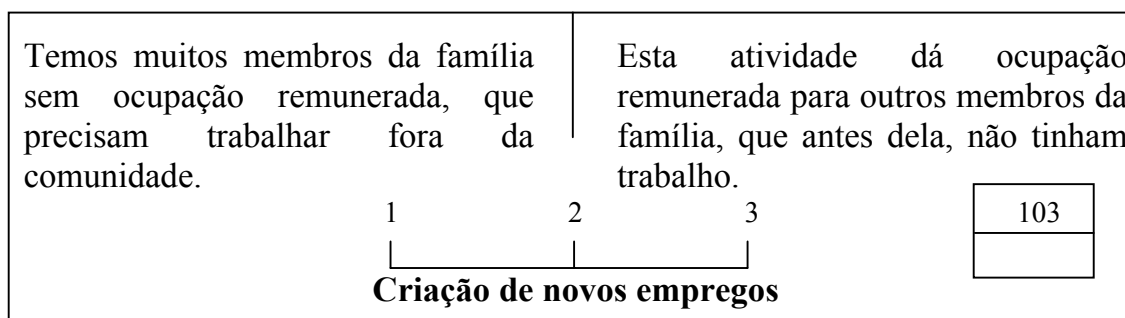 Temos muitos membros da família
sem ocupação remunerada, que
precisam trabalhar fora da
comunidade.
Esta atividade dá ocupação
remunerada para outros membros da
família, que antes dela, não tinham
trabalho.
1 2 3
103
Criação de novos empregos